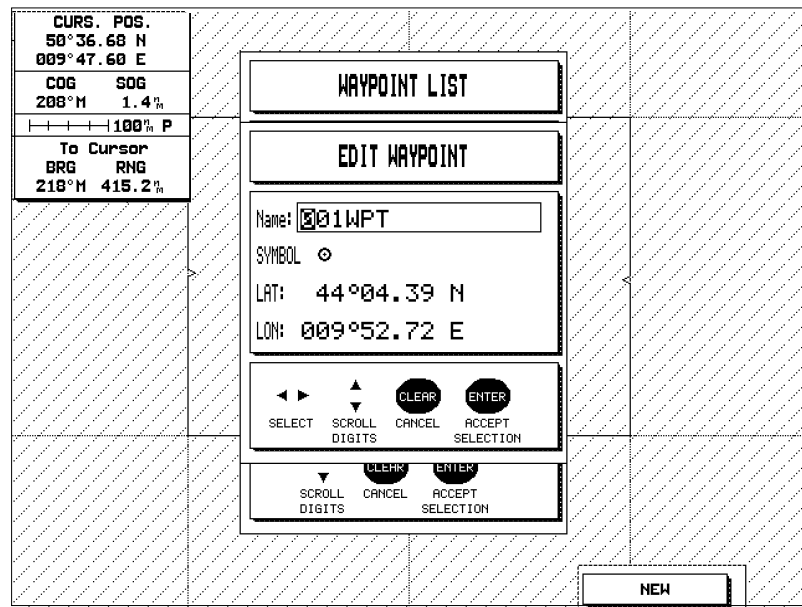 CURS. POS.
50°36.68 N
009°47.60 E
COG SOG
208°M 1.4nm
100nm P
To Cursor
BRG RNG
218°M 415.2nm
WAYPOINT LIST
EDIT WAYPOINT
Name: 001WPT
SYMBOL
LAT: 44°04.39 N
LON: 009°52.72 E
CLEAR ENTER
SELECT SCROLL DIGITS CANCEL ACCEPT SELECTION
CLEAR ENTER
SCROLL DIGITS CANCEL ACCEPT SELECTION
NEW